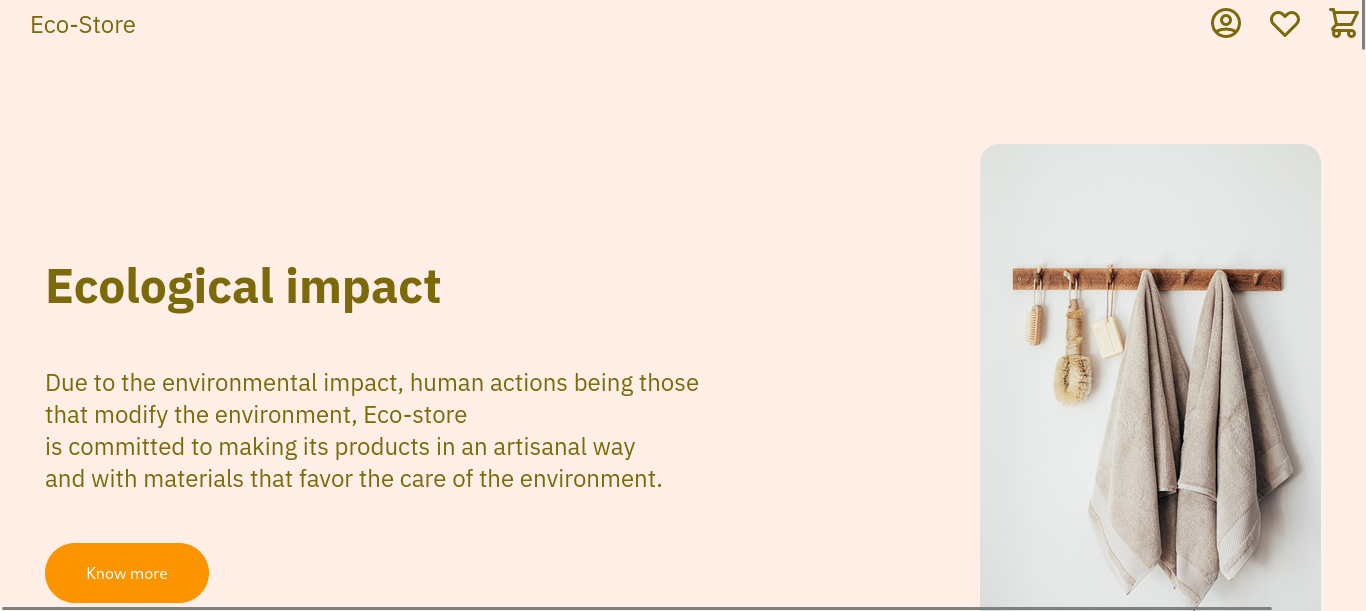 Eco-Store
Ecological impact
Due to the environmental impact, human actions being those
that modify the environment, Eco-store
is committed to making its products in an artisanal way
and with materials that favor the care of the environment.
Know more